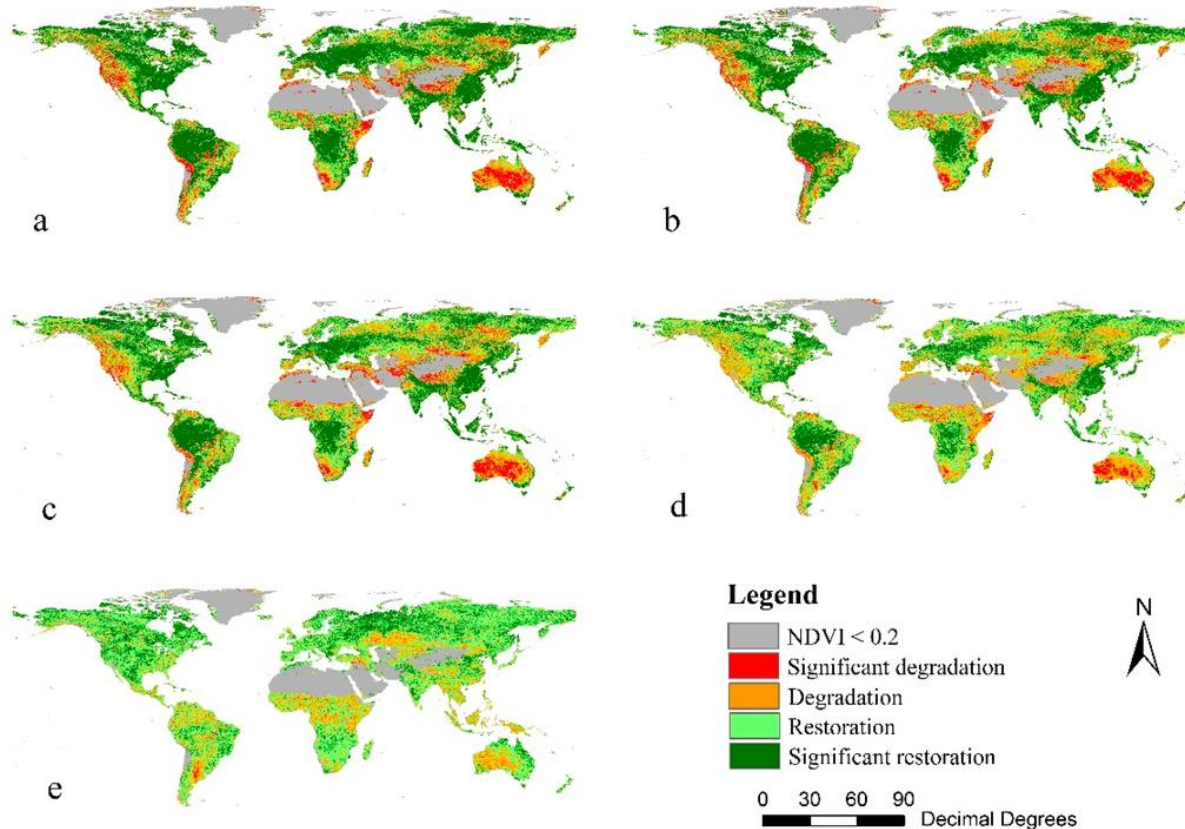 a
b
c
d
e
Legend
NDVI < 0.2
Significant degradation
Degradation
Restoration
Significant restoration
0 30 60 90
Decimal Degrees
N